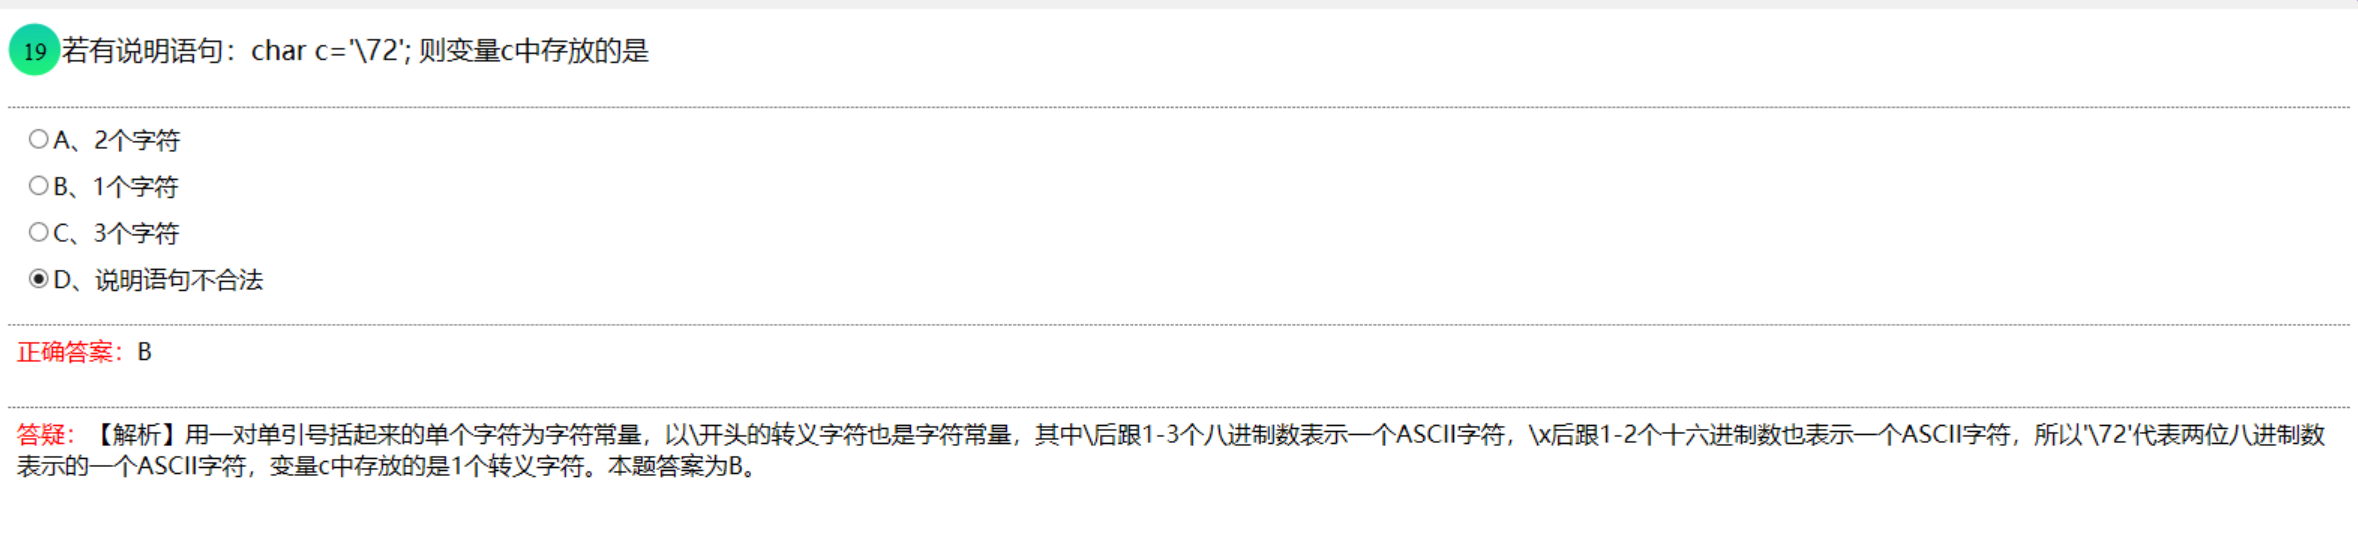 19 若有说明语句：char c='\72'; 则变量c中存放的是
A、2个字符
B、1个字符
C、3个字符
D、说明语句不合法
正确答案：B
答疑：【解析】用一对单引号括起来的单个字符为字符常量，以\开头的转义字符也是字符常量，其中\后跟1-3个八进制数表示一个ASCII字符，\x后跟1-2个十六进制数也表示一个ASCII字符，所以'\72'代表两位八进制数
表示的一个ASCII字符，变量c中存放的是1个转义字符。本题答案为B。